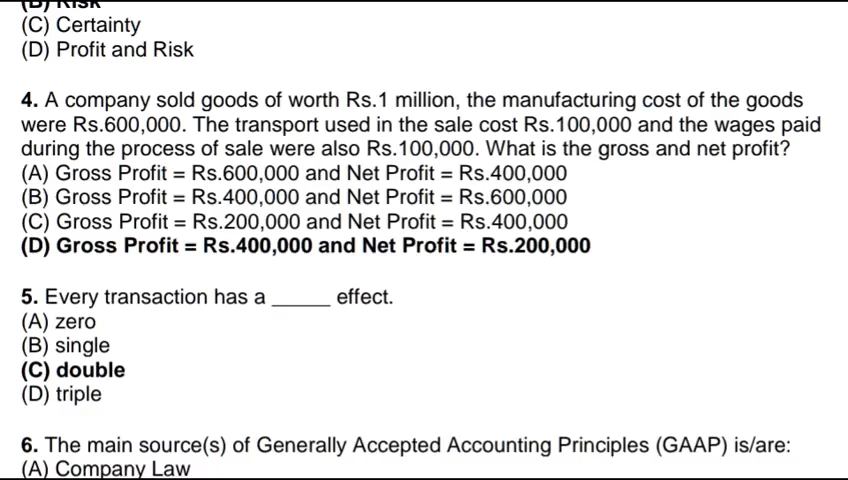 (B) Risk
(C) Certainty
(D) Profit and Risk
4. A company sold goods of worth Rs.1 million, the manufacturing cost of the goods
were Rs.600,000. The transport used in the sale cost Rs.100,000 and the wages paid
during the process of sale were also Rs.100,000. What is the gross and net profit?
(A) Gross Profit = Rs.600,000 and Net Profit = Rs.400,000
(B) Gross Profit = Rs.400,000 and Net Profit = Rs.600,000
(C) Gross Profit = Rs.200,000 and Net Profit = Rs.400,000
(D) Gross Profit = Rs.400,000 and Net Profit = Rs.200,000
5. Every transaction has a _____ effect.
(A) zero
(B) single
(C) double
(D) triple
6. The main source(s) of Generally Accepted Accounting Principles (GAAP) is/are:
(A) Company Law